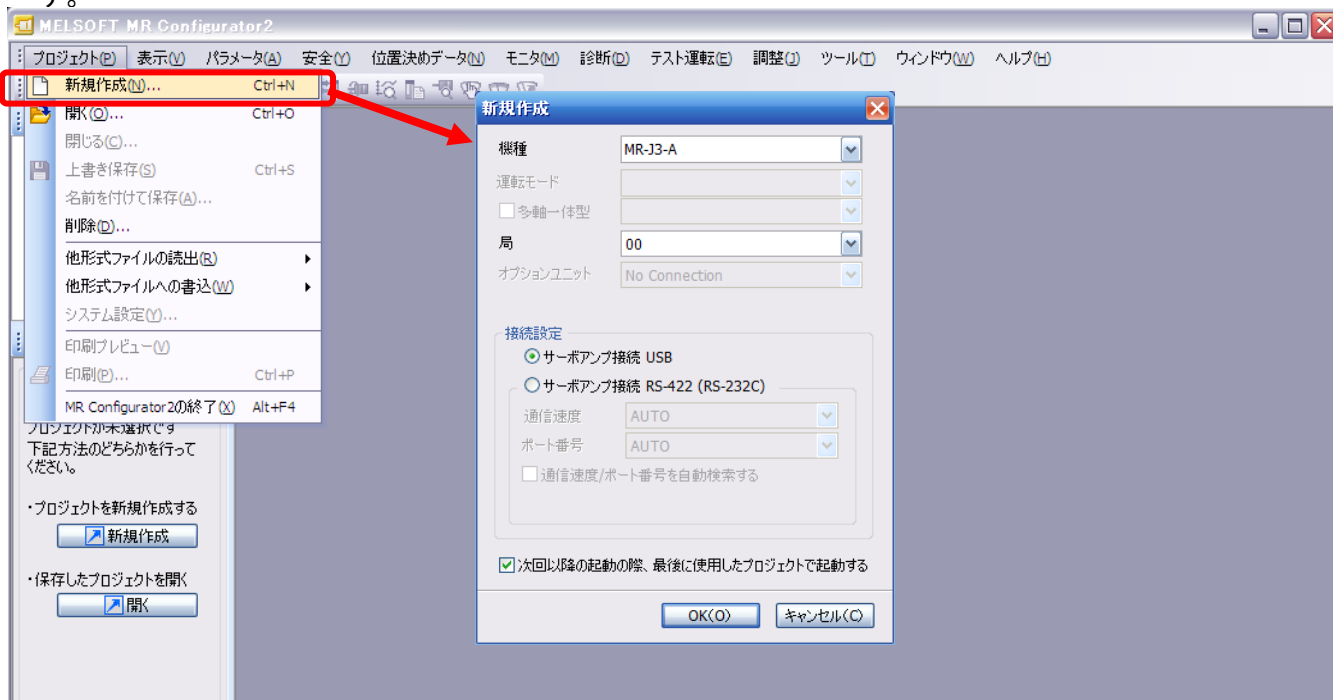 す。
MELSOFT MR Configurator2
プロジェクト(P) 表示(V) パラメータ(A) 安全(Y) 位置決めデータ(N) モニタ(M) 診断(D) テスト運転(E) 調整(J) ツール(T) ウィンドウ(W) ヘルプ(H)
新規作成(N)... Ctrl+N
開く(O)... Ctrl+O
閉じる(C)...
上書き保存(S) Ctrl+S
名前を付けて保存(A)...
削除(D)...
他形式ファイルの読出(R)
他形式ファイルへの書込(W)
システム設定(Y)...
印刷プレビュー(V)
印刷(P)... Ctrl+P
MR Configurator2の終了(X) Alt+F4
プロジェクトが未選択です
下記方法のどちらかを行って
ください。
・プロジェクトを新規作成する
新規作成
・保存したプロジェクトを開く
開く
新規作成
機種 MR-J3-A
運転モード
多軸一体型
局 00
オプションユニット No Connection
接続設定
サーボアンプ接続 USB
サーボアンプ接続 RS-422 (RS-232C)
通信速度 AUTO
ポート番号 AUTO
通信速度/ポート番号を自動検索する
次回以降の起動の際、最後に使用したプロジェクトで起動する
OK(O) キャンセル(C)